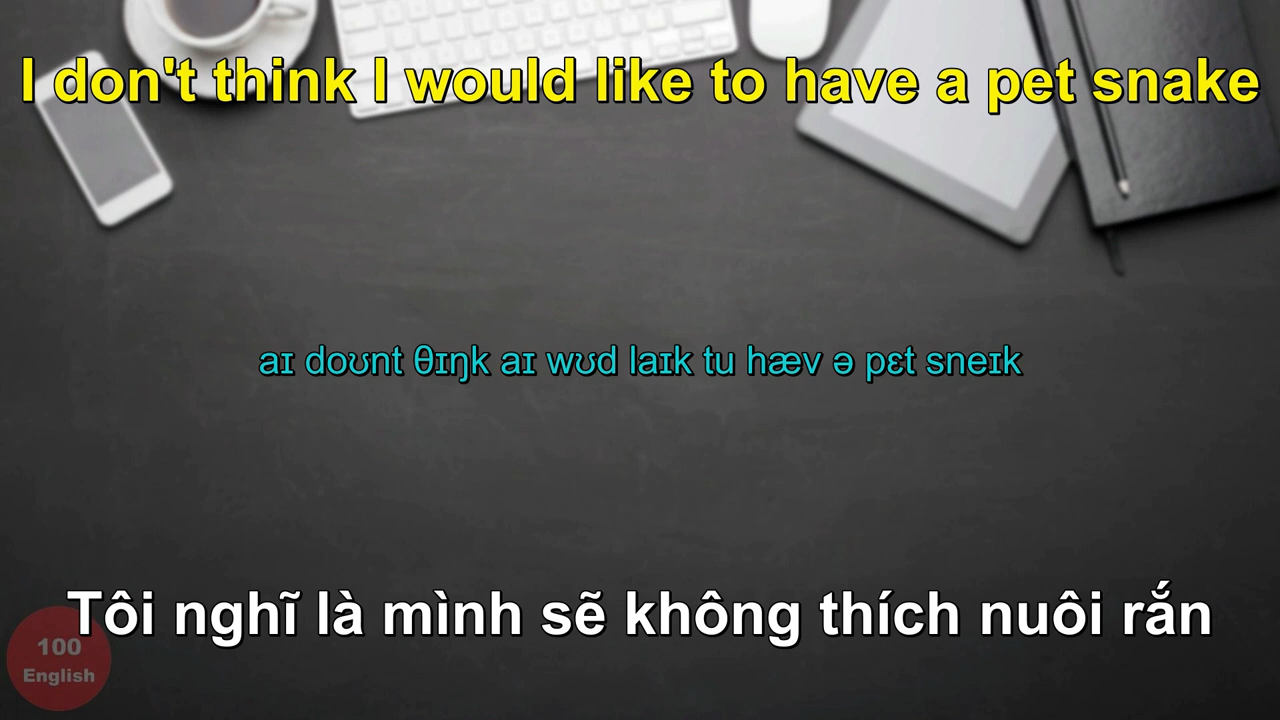 I don't think I would like to have a pet snake
aɪ doʊnt θɪŋk aɪ wʊd laɪk tu hæv ə pɛt sneɪk
Tôi nghĩ là mình sẽ không thích nuôi rắn
100
English